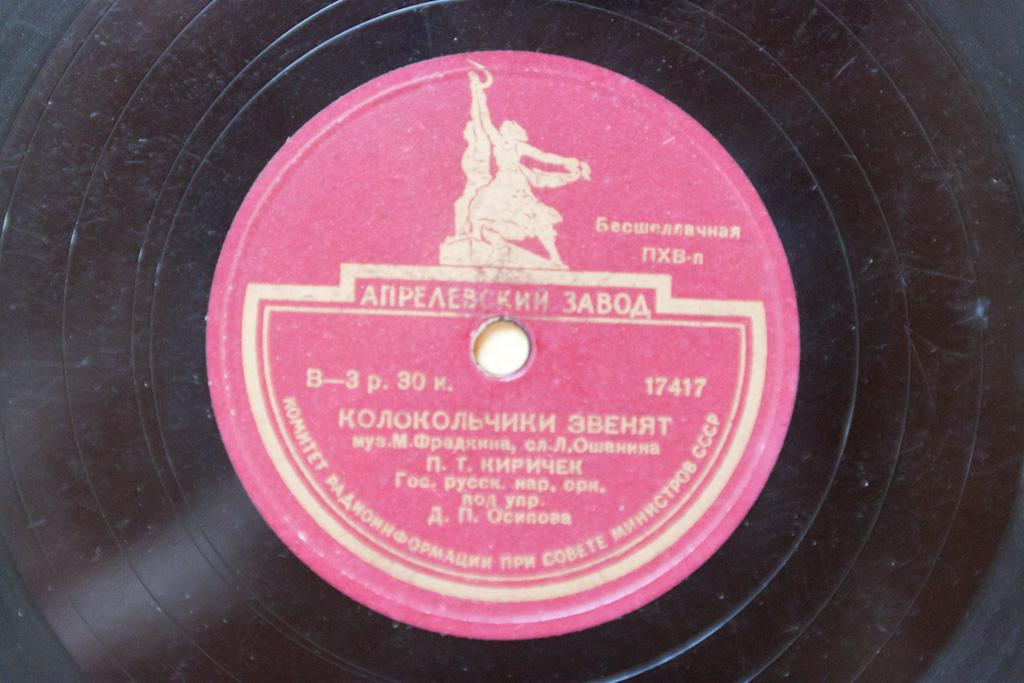 Бесшеллачная
ПХВ-п
АПРЕЛЕВСКИЙ ЗАВОД
В—3 р. 30 к.
17417
КОЛОКОЛЬЧИКИ ЗВЕНЯТ
муз.М.Фрадкина, сл.Л.Ошанина
П. Т. КИРИЧЕК
Гос. русск. нар. орк.
под упр.
Д. П. Осипова
КОМИТЕТ РАДИОИНФОРМАЦИИ ПРИ СОВЕТЕ МИНИСТРОВ СССР